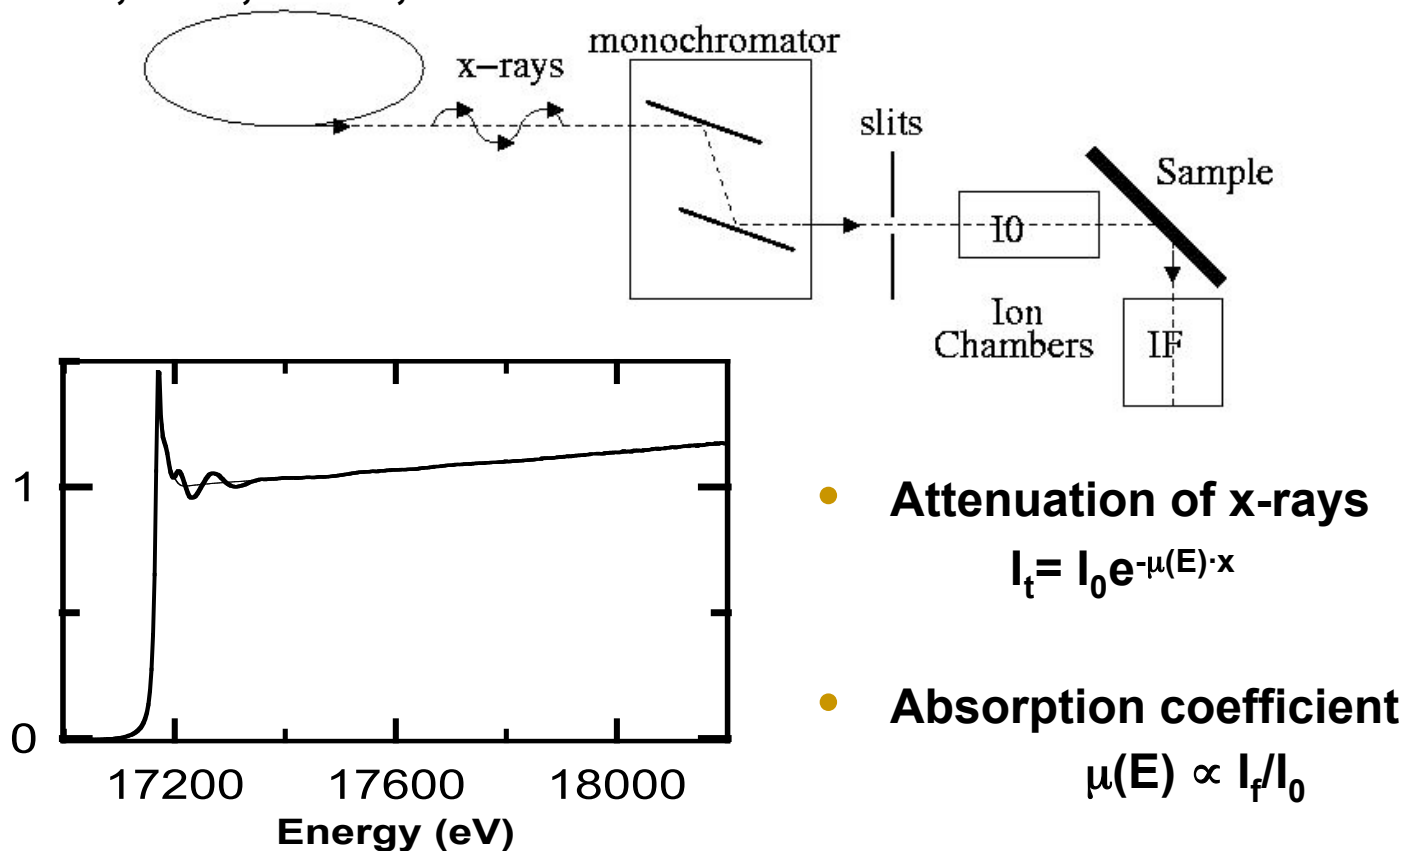 monochromator
x–rays
slits
Sample
I0
Ion
Chambers
IF
1
0
17200 17600 18000
Energy (eV)
• Attenuation of x-rays
Iₜ= I₀e^-μ(E)·x
• Absorption coefficient
μ(E) ∝ I_f/I₀